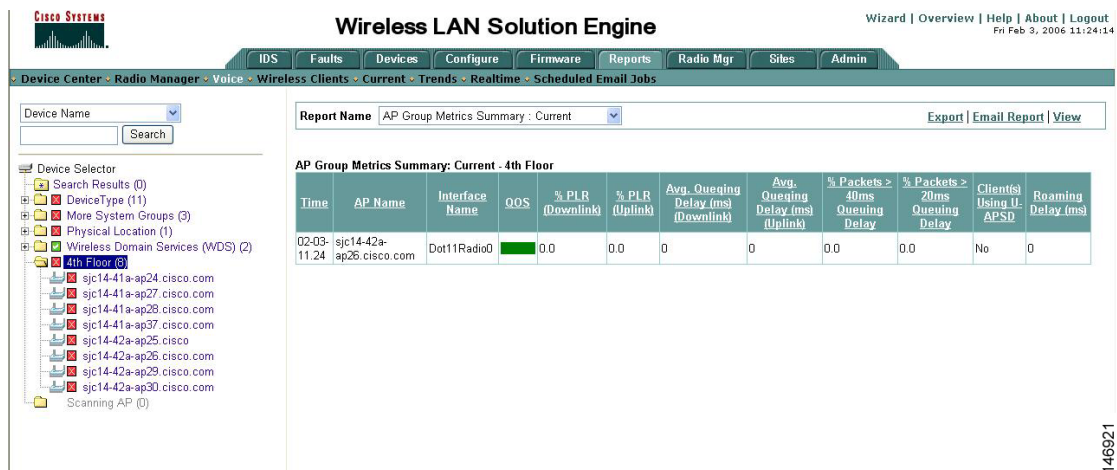 CISCO SYSTEMS
Wireless LAN Solution Engine
Wizard | Overview | Help | About | Logout
Fri Feb 3, 2006 11:24:14
IDS Faults Devices Configure Firmware Reports Radio Mgr Sites Admin
Device Center Radio Manager Voice Wireless Clients Current Trends Realtime Scheduled Email Jobs
Device Name
Search
Device Selector
Search Results (0)
DeviceType (11)
More System Groups (3)
Physical Location (1)
Wireless Domain Services (WDS) (2)
4th Floor (8)
sjc14-41a-ap24.cisco.com
sjc14-41a-ap27.cisco.com
sjc14-41a-ap28.cisco.com
sjc14-41a-ap37.cisco.com
sjc14-42a-ap25.cisco
sjc14-42a-ap26.cisco.com
sjc14-42a-ap29.cisco.com
sjc14-42a-ap30.cisco.com
Scanning AP (0)
Report Name AP Group Metrics Summary : Current
Export | Email Report | View
AP Group Metrics Summary: Current - 4th Floor
Time AP Name Interface Name QOS % PLR (Downlink) % PLR (Uplink) Avg. Queqing Delay (ms) (Downlink) Avg. Oueqing Delay (ms) (Uplink) % Packets > 40ms Queuing Delay % Packets > 20ms Queuing Delay Client(s) Using U-APSD Roaming Delay (ms)
02-03-11.24 sjc14-42a-ap26.cisco.com Dot11Radio0 0.0 0.0 0 0 0.0 0.0 No 0
146921